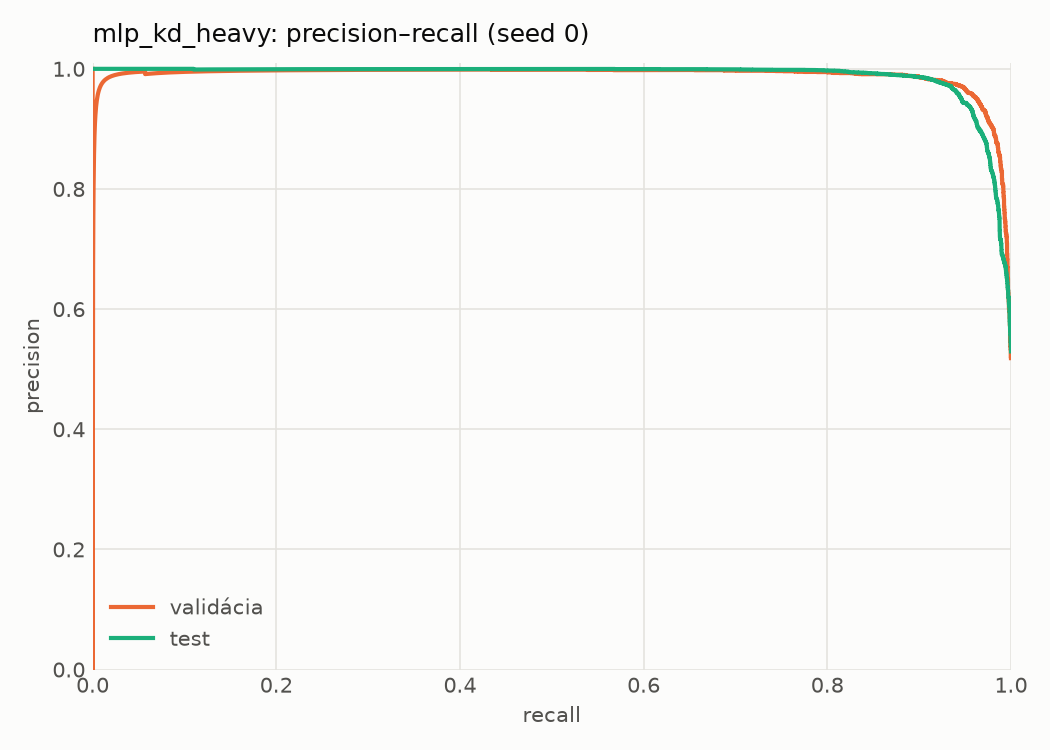 mlp_kd_heavy: precision–recall (seed 0)
1.0
0.8
0.6
0.4
0.2
0.0
precision
validácia
test
0.0 0.2 0.4 0.6 0.8 1.0
recall